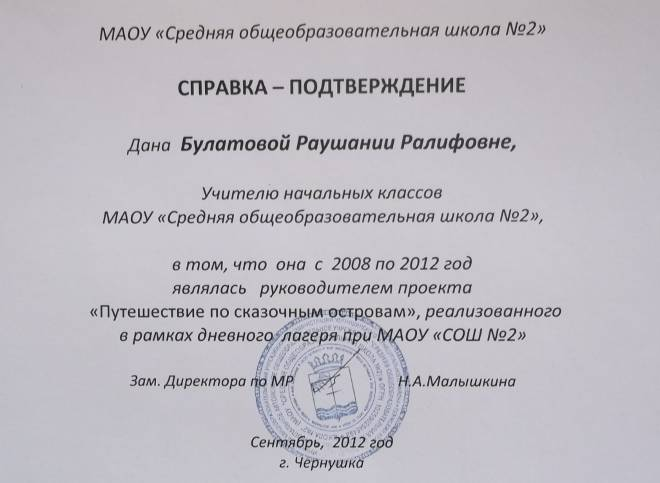 МАОУ «Средняя общеобразовательная школа №2»
СПРАВКА – ПОДТВЕРЖДЕНИЕ
Дана Булатовой Раушании Ралифовне,
Учителю начальных классов
МАОУ «Средняя общеобразовательная школа №2»,
в том, что она с 2008 по 2012 год
являлась руководителем проекта
«Путешествие по сказочным островам», реализованного
в рамках дневного лагеря при МАОУ «СОШ №2»
Зам. Директора по МР Н.А.Малышкина
Сентябрь, 2012 год
г. Чернушка